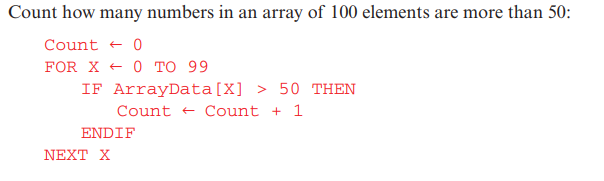 Count how many numbers in an array of 100 elements are more than 50:
Count ← 0
FOR X ← 0 TO 99
IF ArrayData[X] > 50 THEN
Count ← Count + 1
ENDIF
NEXT X